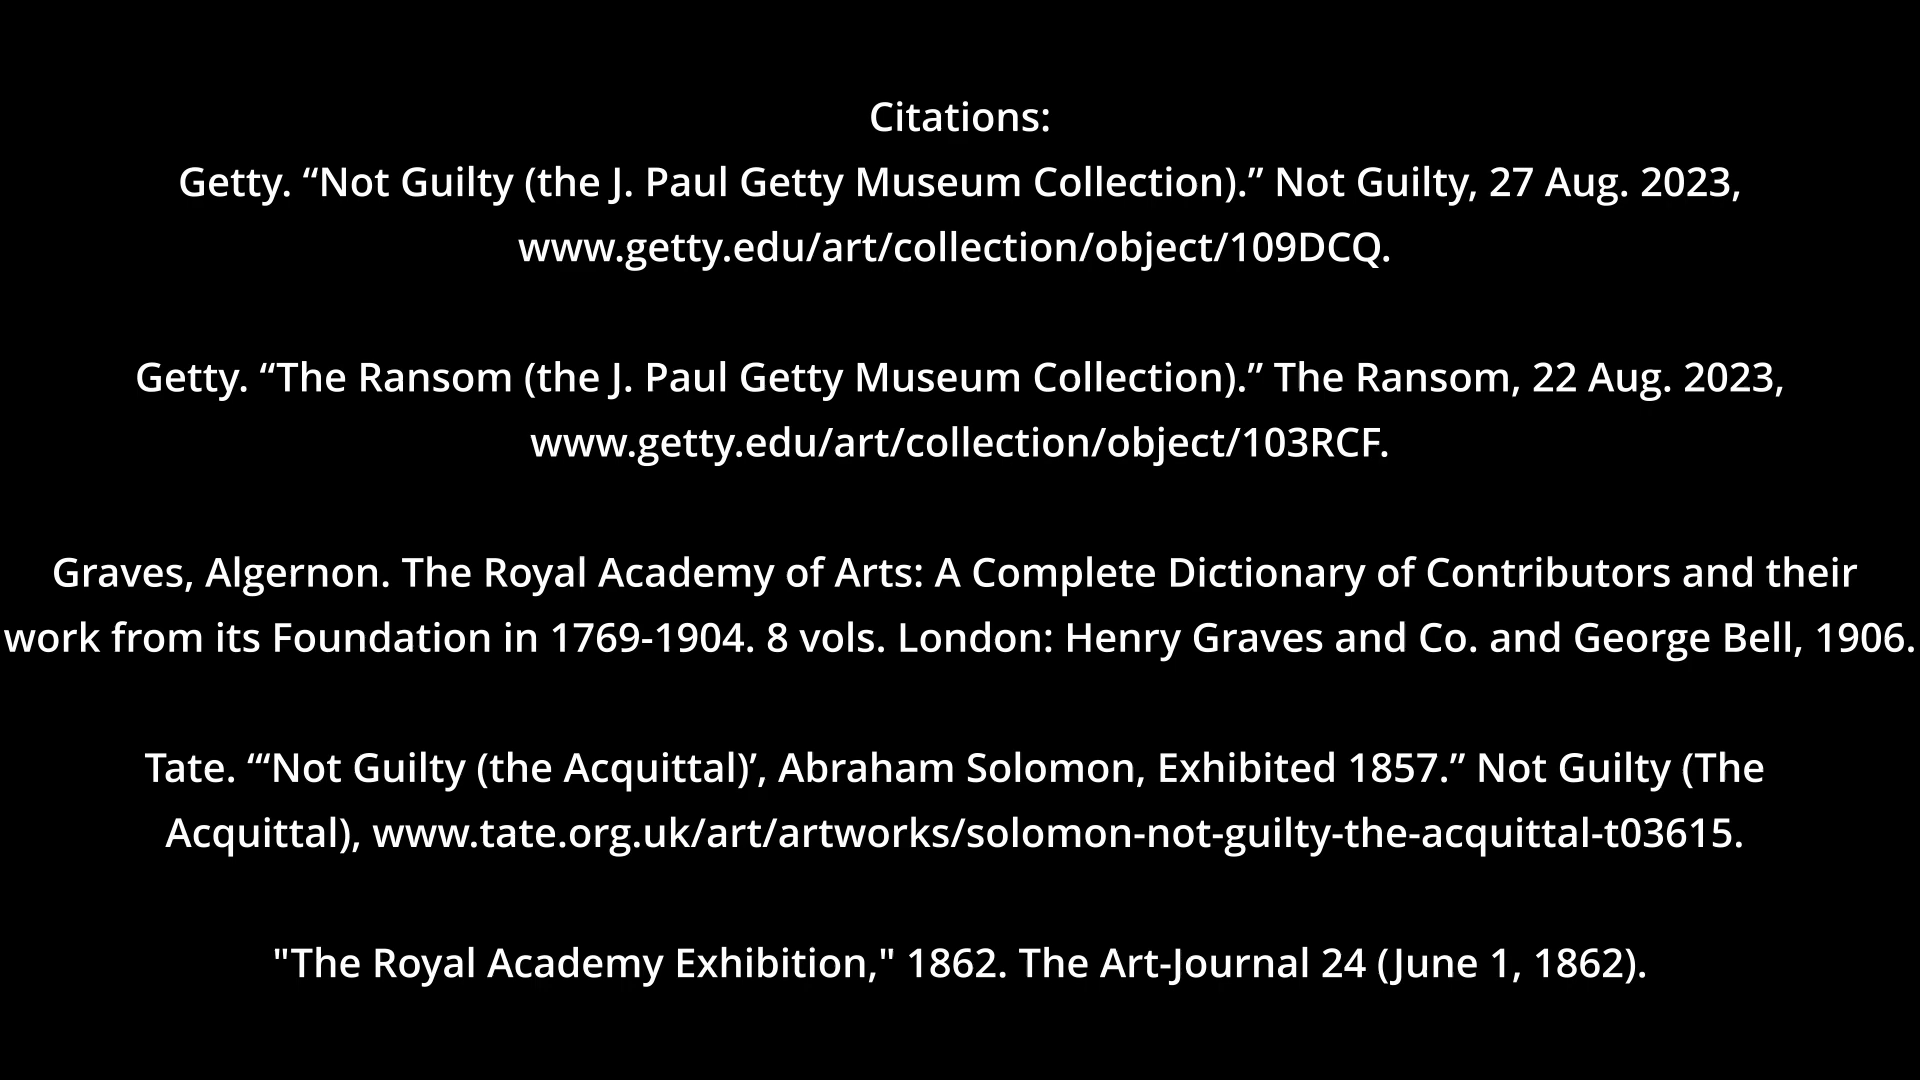 Citations:
Getty. “Not Guilty (the J. Paul Getty Museum Collection).” Not Guilty, 27 Aug. 2023,
www.getty.edu/art/collection/object/109DCQ.
Getty. “The Ransom (the J. Paul Getty Museum Collection).” The Ransom, 22 Aug. 2023,
www.getty.edu/art/collection/object/103RCF.
Graves, Algernon. The Royal Academy of Arts: A Complete Dictionary of Contributors and their
work from its Foundation in 1769-1904. 8 vols. London: Henry Graves and Co. and George Bell, 1906.
Tate. “‘Not Guilty (the Acquittal)’, Abraham Solomon, Exhibited 1857.” Not Guilty (The
Acquittal), www.tate.org.uk/art/artworks/solomon-not-guilty-the-acquittal-t03615.
"The Royal Academy Exhibition," 1862. The Art-Journal 24 (June 1, 1862).